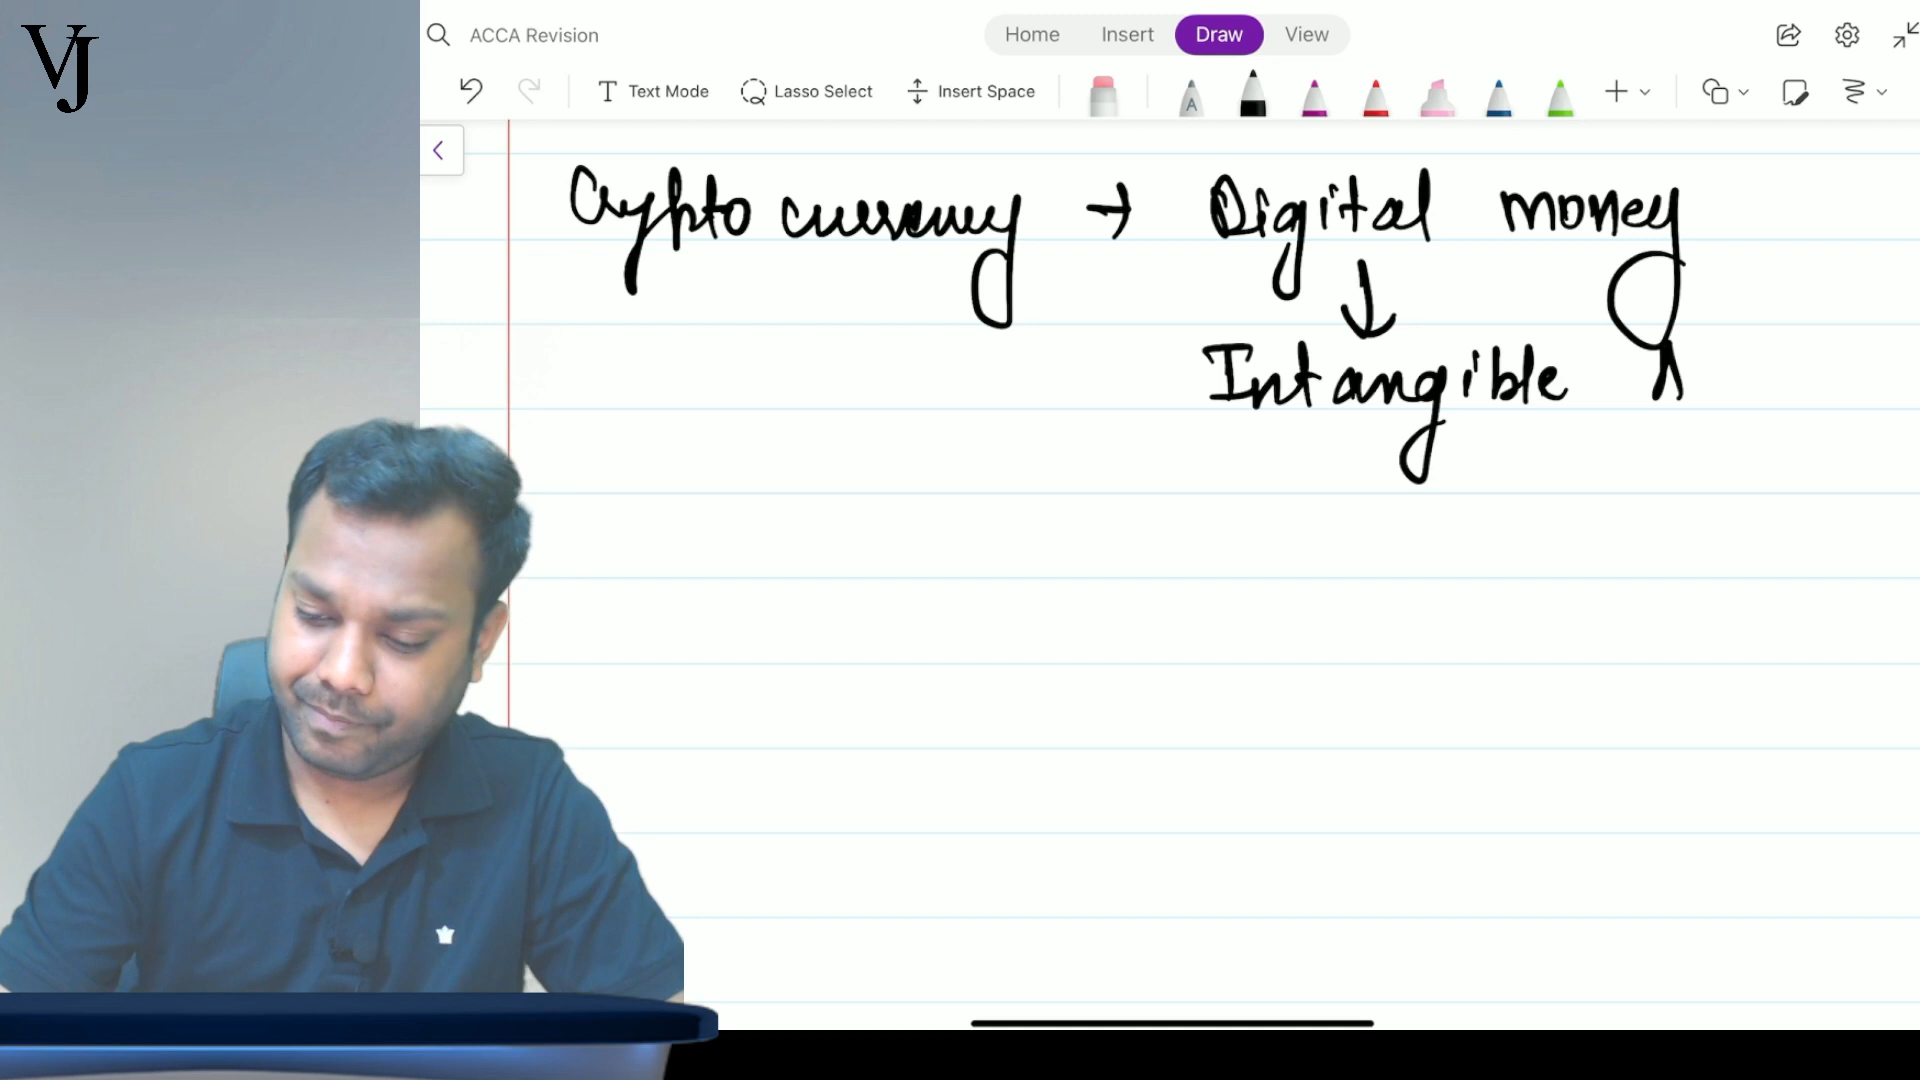 VJ
ACCA Revision
Home Insert Draw View
Text Mode Lasso Select Insert Space
A
Crypto currency → Digital money
↓
Intangible